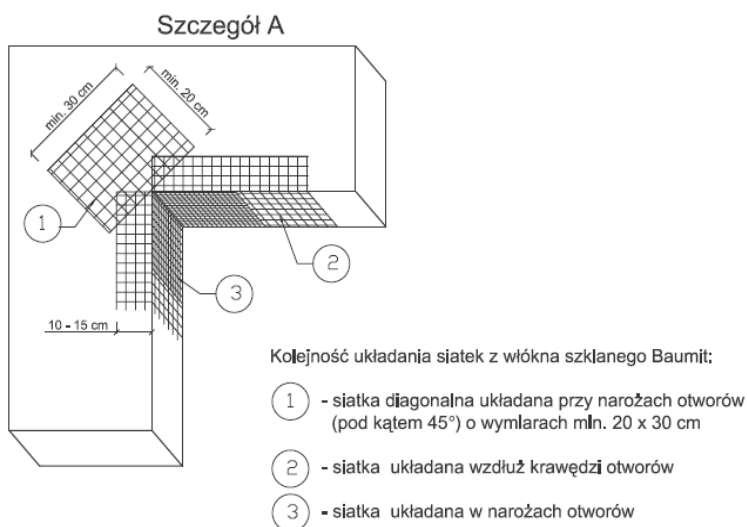 Szczegół A
min. 30 cm
min. 20 cm
1
2
3
10 - 15 cm
Kolejność układania siatek z włókna szklanego Baumit:
1 - siatka diagonalna układana przy narożach otworów
(pod kątem 45°) o wymiarach min. 20 x 30 cm
2 - siatka układana wzdłuż krawędzi otworów
3 - siatka układana w narożach otworów